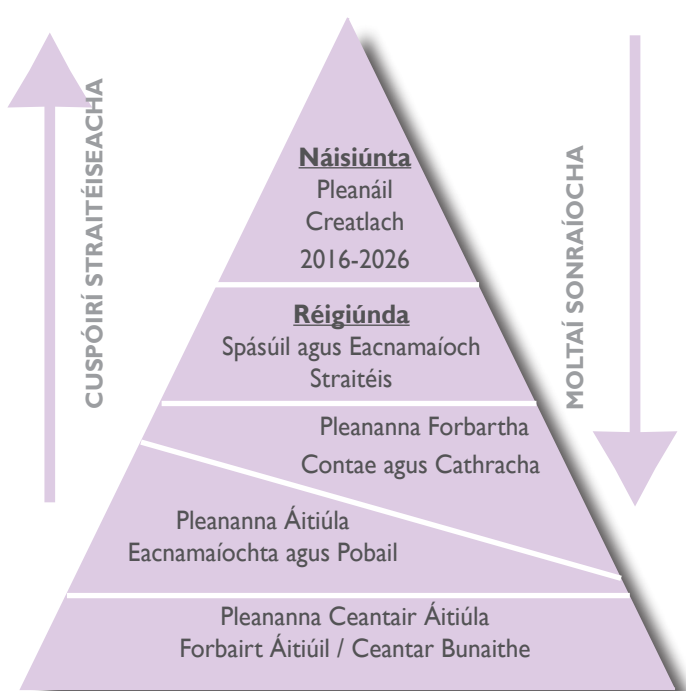 CUSPÓIRÍ STRAITÉISEACHA
Náisiúnta
Pleanáil
Creatlach
2016-2026
Réigiúnda
Spásúil agus Eacnamaíoch
Straitéis
Pleananna Forbartha
Contae agus Cathracha
Pleananna Áitiúla
Eacnamaíochta agus Pobail
Pleananna Ceantair Áitiúla
Forbairt Áitiúil / Ceantar Bunaithe
MOLTAÍ SONRAÍOCHA